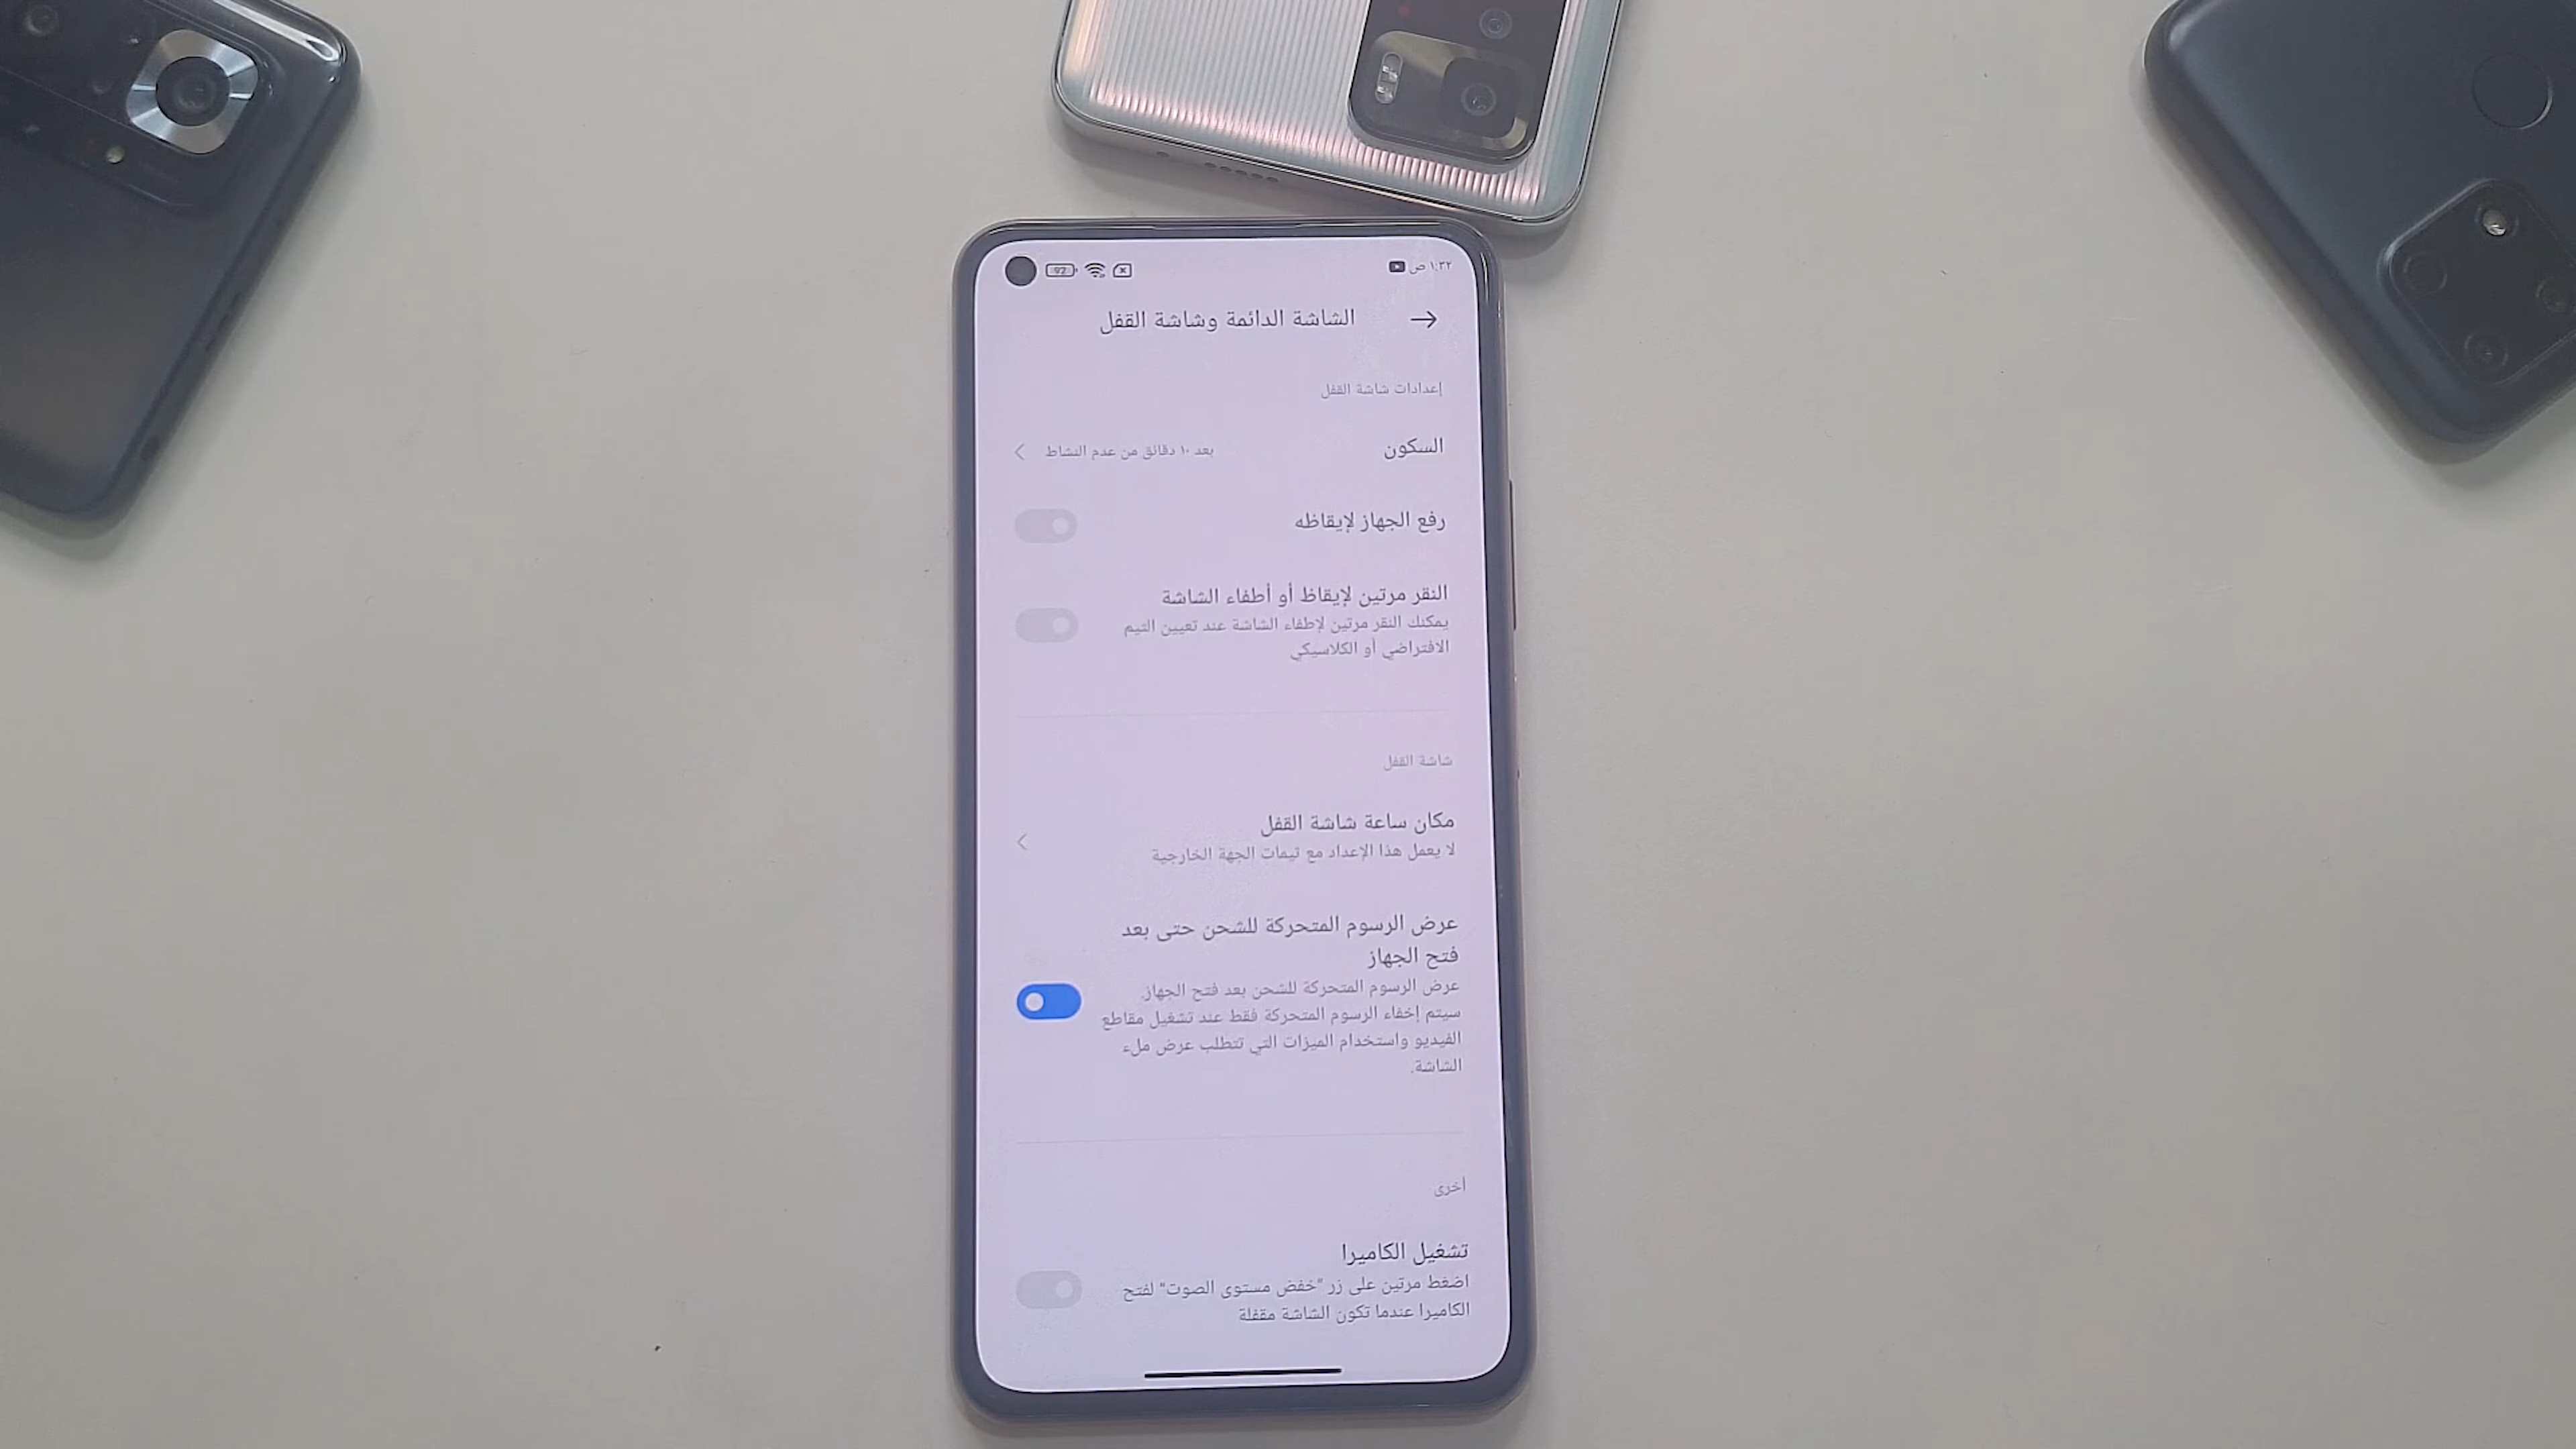 ١:٣٢ ص
92
الشاشة الدائمة وشاشة القفل
إعدادات شاشة القفل
السكون
بعد ١٠ دقائق من عدم النشاط
رفع الجهاز لإيقاظه
النقر مرتين لإيقاظ أو أطفاء الشاشة
يمكنك النقر مرتين لإطفاء الشاشة عند تعيين الثيم
الافتراضي أو الكلاسيكي
شاشة القفل
مكان ساعة شاشة القفل
لا يعمل هذا الإعداد مع ثيمات الجهة الخارجية
عرض الرسوم المتحركة للشحن حتى بعد
فتح الجهاز
عرض الرسوم المتحركة للشحن بعد فتح الجهاز.
سيتم إخفاء الرسوم المتحركة فقط عند تشغيل مقاطع
الفيديو واستخدام الميزات التي تتطلب عرض ملء
الشاشة.
أخرى
تشغيل الكاميرا
اضغط مرتين على زر "خفض مستوى الصوت" لفتح
الكاميرا عندما تكون الشاشة مقفلة